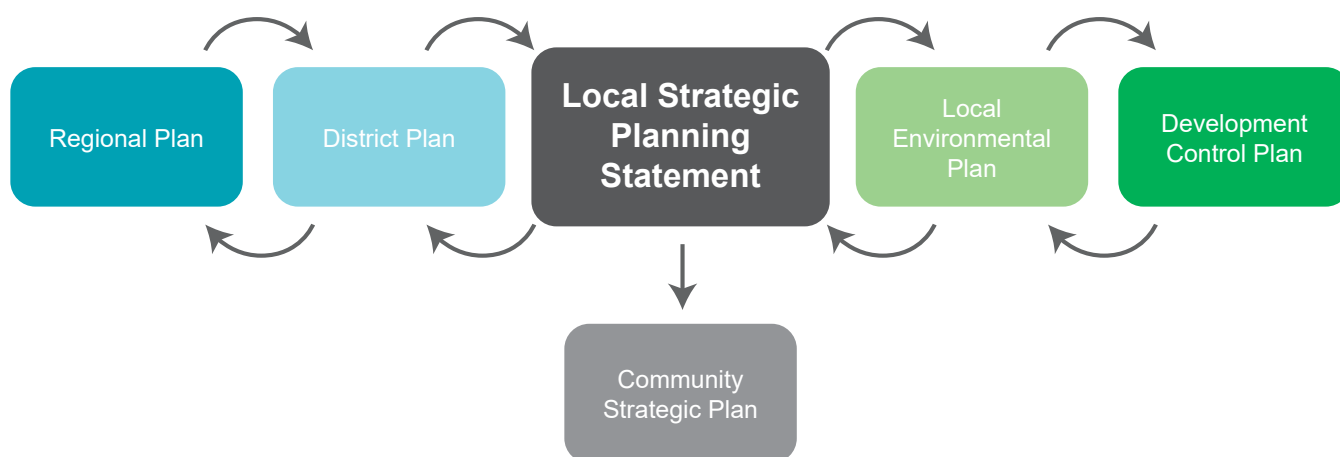 Regional Plan
District Plan
Local Strategic
Planning
Statement
Local
Environmental
Plan
Development
Control Plan
Community
Strategic Plan